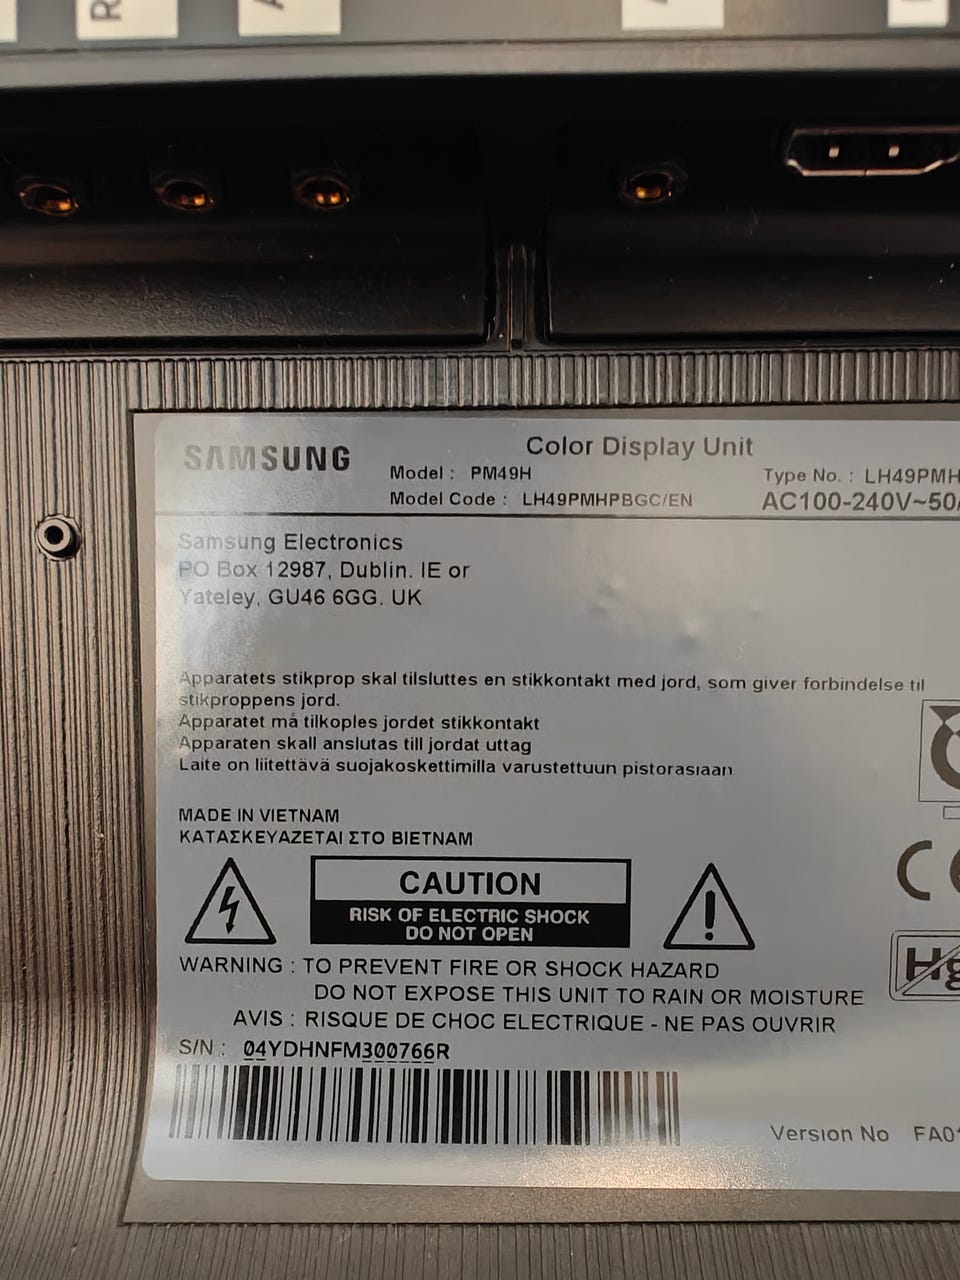 SAMSUNG
Color Display Unit
Model : PM49H
Type No. : LH49PMH
Model Code : LH49PMHPBGC/EN
AC100-240V~50/
Samsung Electronics
PO Box 12987, Dublin. IE or
Yateley, GU46 6GG. UK
Apparatets stikprop skal tilsluttes en stikkontakt med jord, som giver forbindelse til
stikproppens jord.
Apparatet må tilkoples jordet stikkontakt
Apparaten skall anslutas till jordat uttag
Laite on liitettävä suojakoskettimilla varustettuun pistorasiaan
MADE IN VIETNAM
ΚΑΤΑΣΚΕΥΑΖΕΤΑΙ ΣΤΟ ΒΙΕΤΝΑΜ
CAUTION
RISK OF ELECTRIC SHOCK
DO NOT OPEN
CE
Hg
WARNING : TO PREVENT FIRE OR SHOCK HAZARD
DO NOT EXPOSE THIS UNIT TO RAIN OR MOISTURE
AVIS : RISQUE DE CHOC ELECTRIQUE - NE PAS OUVRIR
S/N : 04YDHNFM300766R
Version No FA01